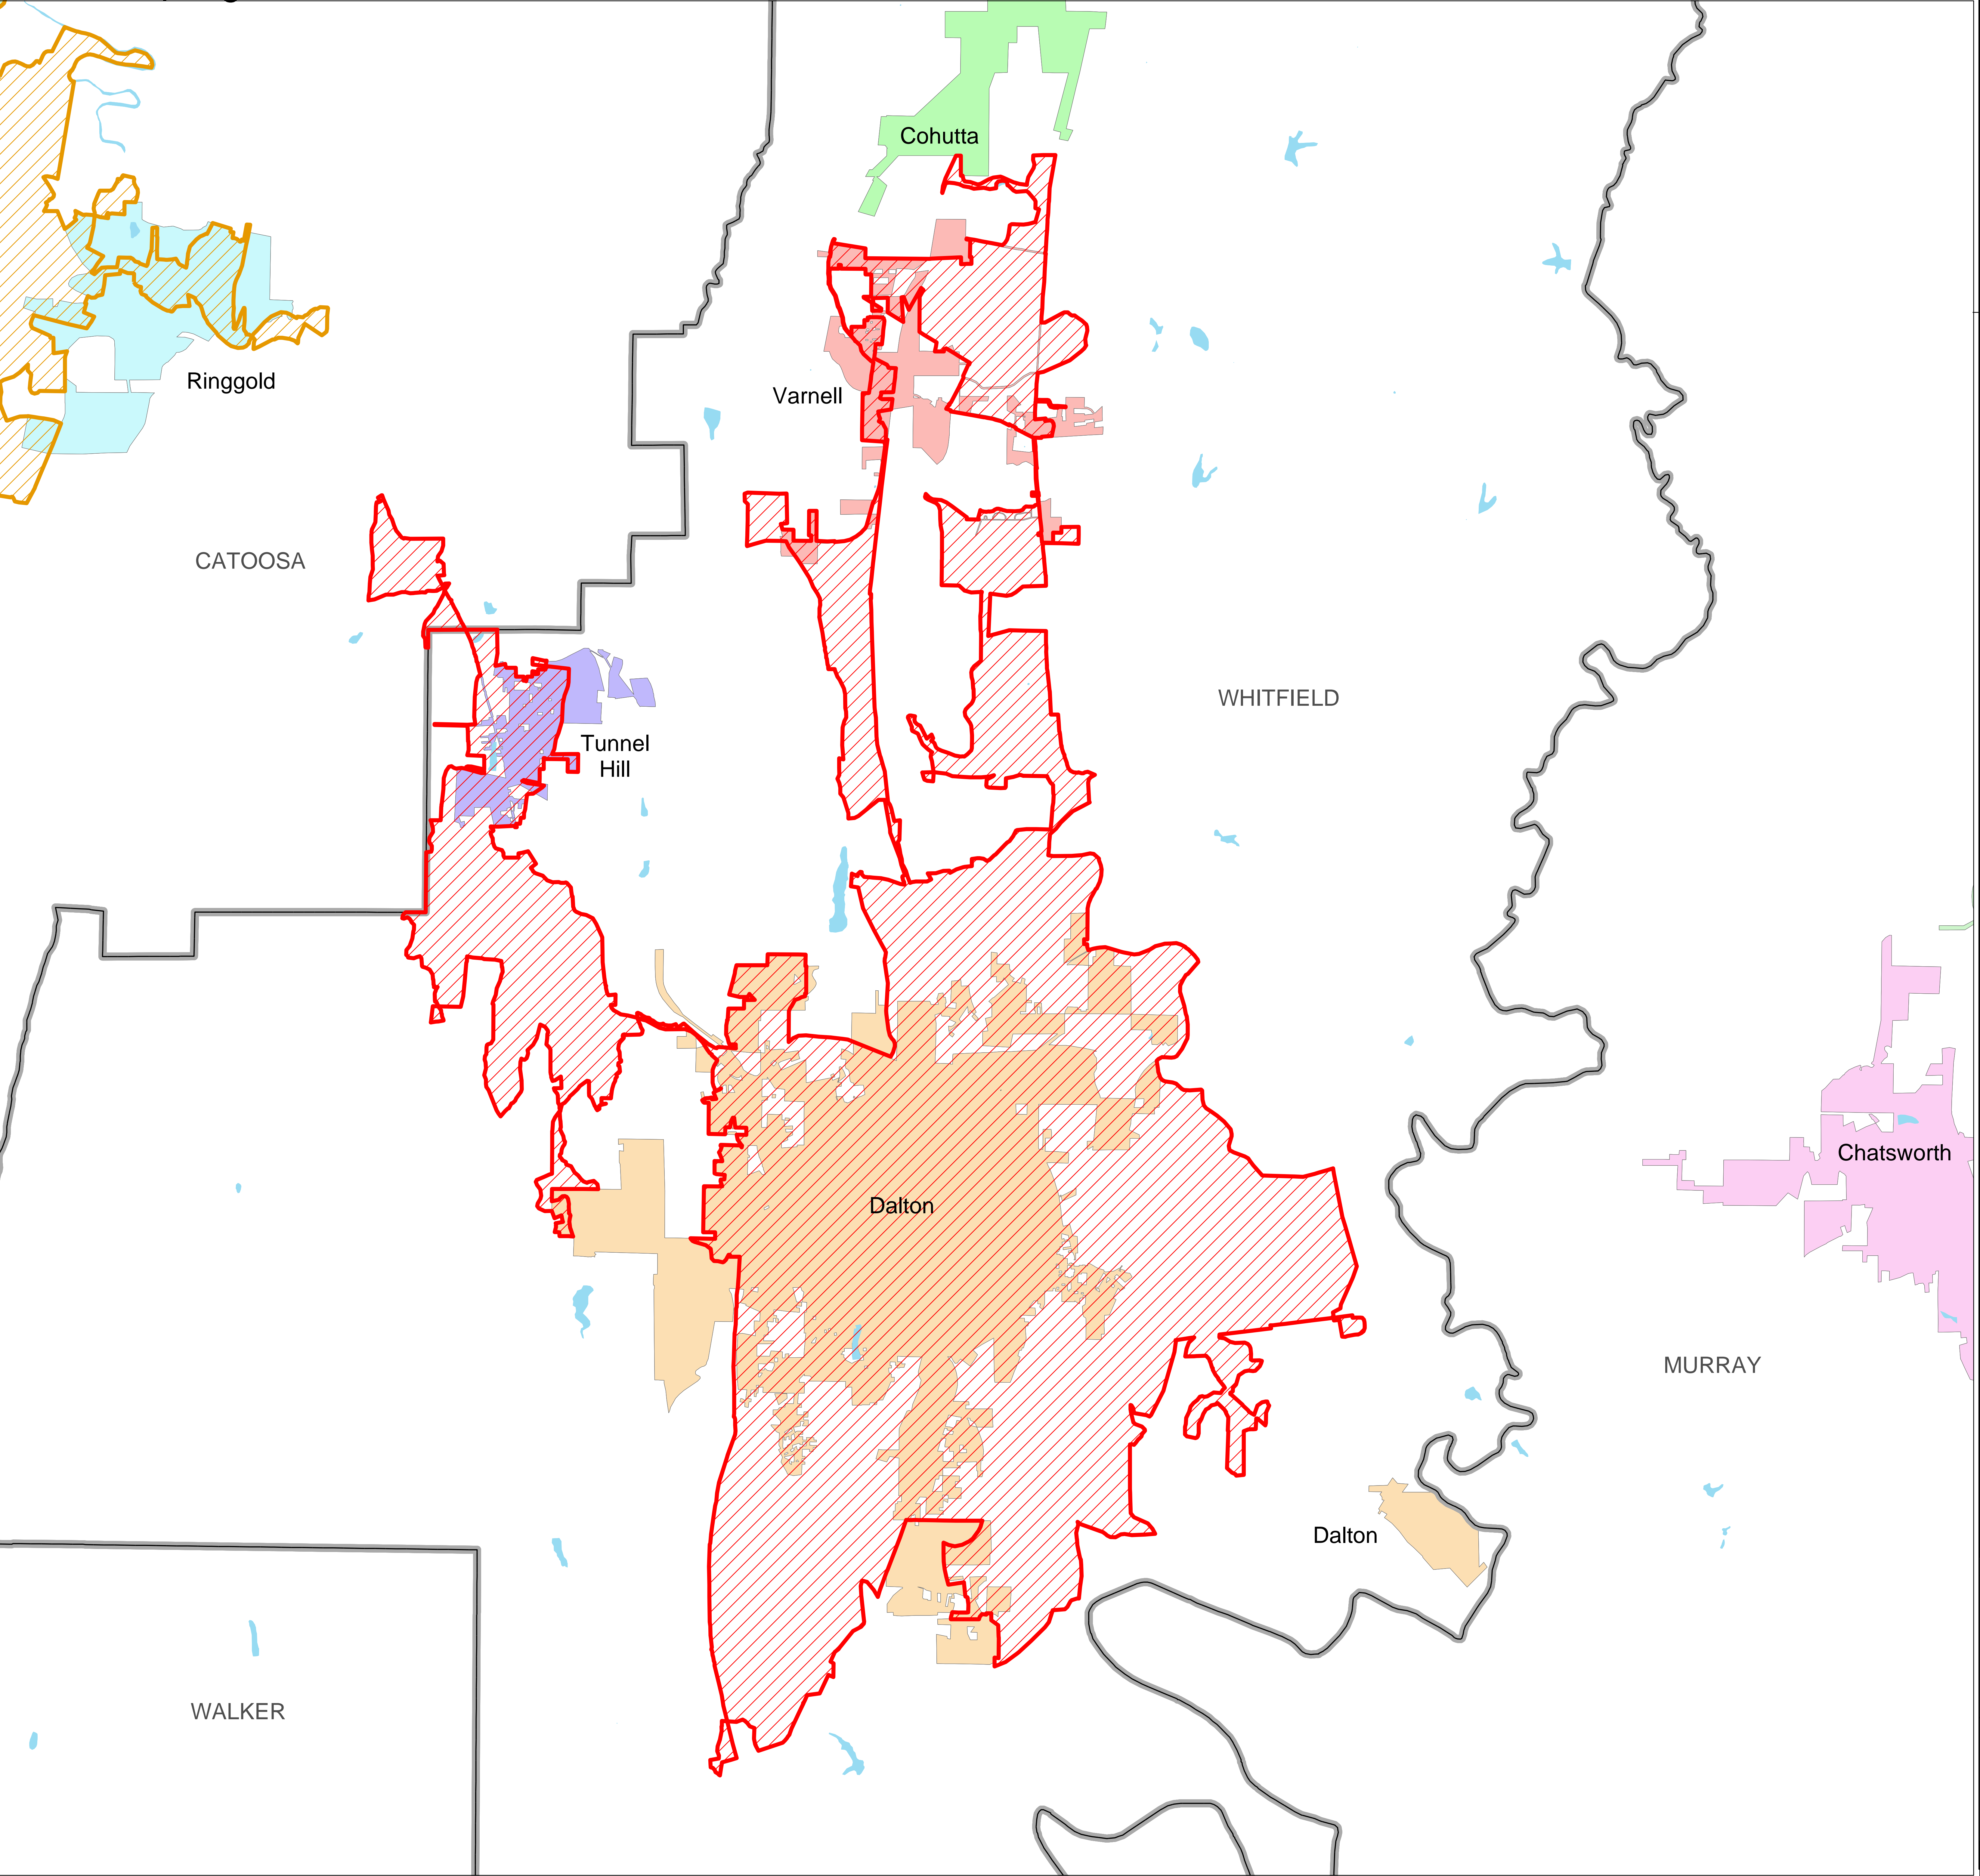 Cohutta
Ringgold
Varnell
CATOOSA
WHITFIELD
Tunnel
Hill
Chatsworth
Dalton
MURRAY
Dalton
WALKER